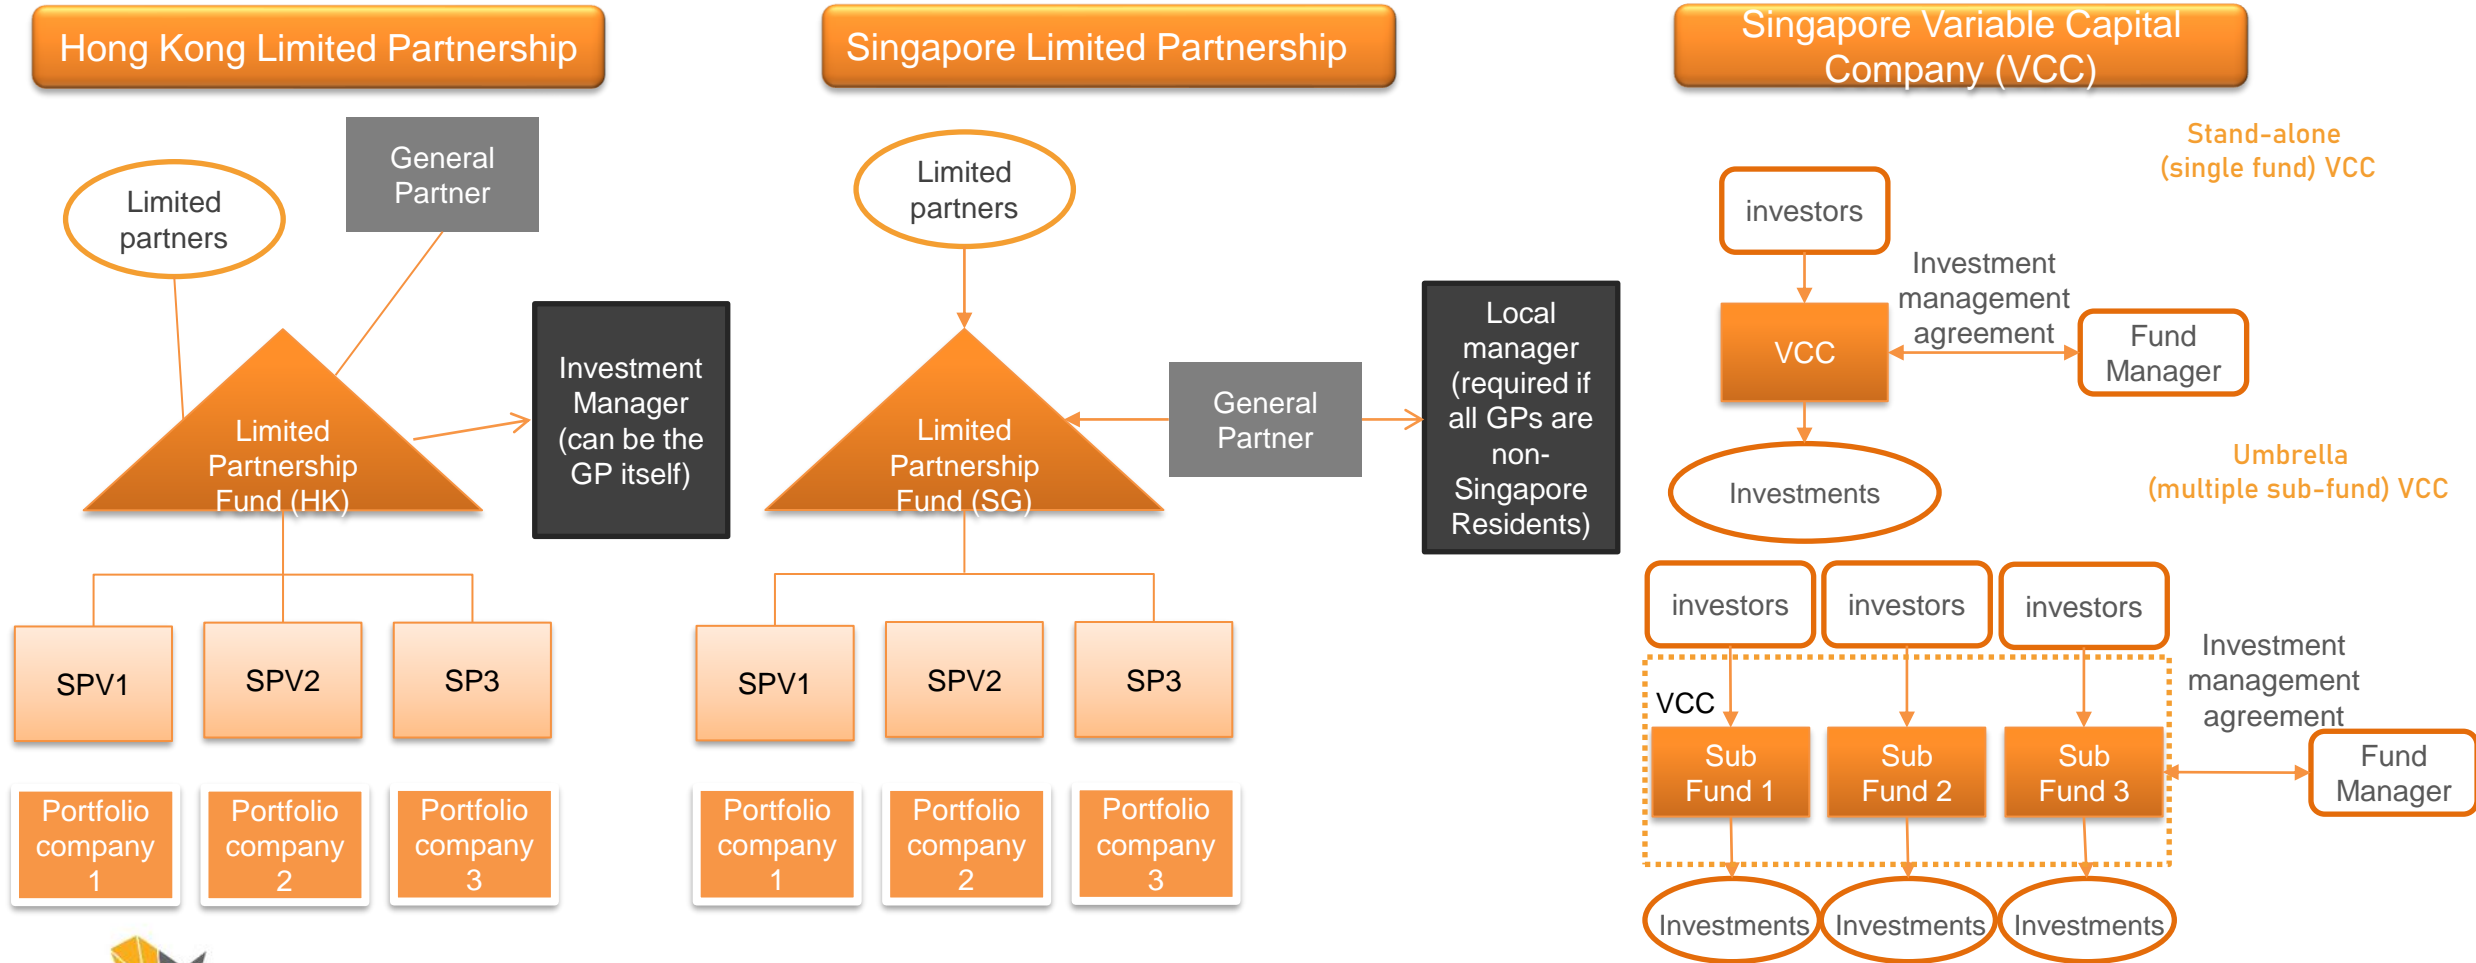 Hong Kong Limited Partnership
Limited
partners
General
Partner
Investment
Manager
(can be the
GP itself)
Limited
Partnership
Fund (HK)
SPV1
SPV2
SP3
Portfolio
company
1
Portfolio
company
2
Portfolio
company
3
Singapore Limited Partnership
Limited
partners
Limited
Partnership
Fund (SG)
General
Partner
Local
manager
(required if
all GPs are
non-
Singapore
Residents)
SPV1
SPV2
SP3
Portfolio
company
1
Portfolio
company
2
Portfolio
company
3
Singapore Variable Capital
Company (VCC)
Stand-alone
(single fund) VCC
investors
VCC
Investment
management
agreement
Fund
Manager
Investments
Umbrella
(multiple sub-fund) VCC
investors
investors
investors
VCC
Sub
Fund 1
Sub
Fund 2
Sub
Fund 3
Investment
management
agreement
Fund
Manager
Investments
Investments
Investments